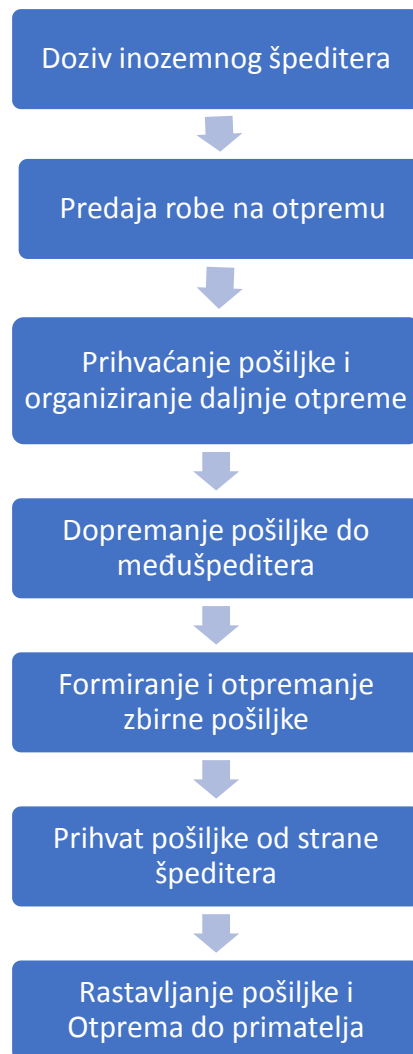 Doziv inozemnog špeditera
Predaja robe na otpremu
Prihvaćanje pošiljke i
organiziranje daljnje otpreme
Dopremanje pošiljke do
međušpeditera
Formiranje i otpremanje
zbirne pošiljke
Prihvat pošiljke od strane
špeditera
Rastavljanje pošiljke i
Otprema do primatelja